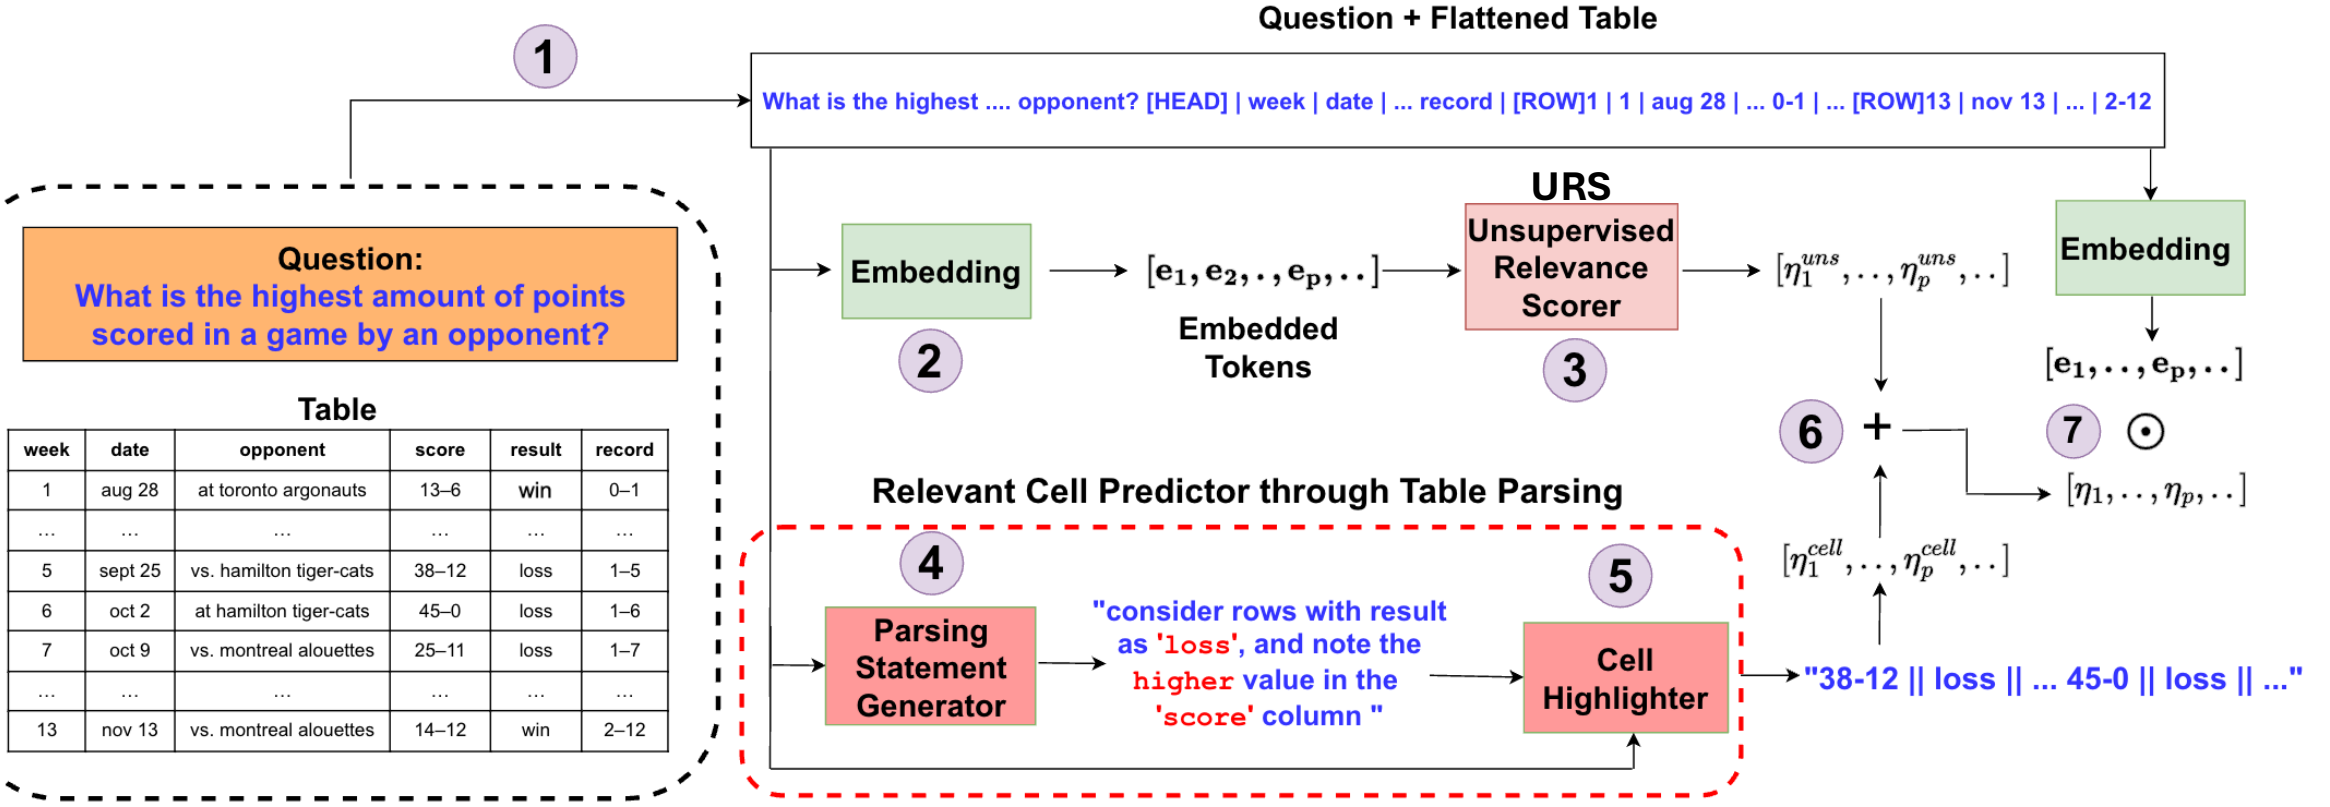 Question + Flattened Table
1
What is the highest .... opponent? [HEAD] | week | date | ... record | [ROW]1 | 1 | aug 28 | ... 0-1 | ... [ROW]13 | nov 13 | ... | 2-12
Question:
What is the highest amount of points
scored in a game by an opponent?
Table
week date opponent score result record
1 aug 28 at toronto argonauts 13–6 win 0–1
... ... ... ... ... ...
5 sept 25 vs. hamilton tiger-cats 38–12 loss 1–5
6 oct 2 at hamilton tiger-cats 45–0 loss 1–6
7 oct 9 vs. montreal alouettes 25–11 loss 1–7
... ... ... ... ... ...
13 nov 13 vs. montreal alouettes 14–12 win 2–12
Embedding
2
[e₁, e₂, . , eₚ, . .]
Embedded
Tokens
URS
Unsupervised
Relevance
Scorer
3
[η₁^{uns}, . . , ηₚ^{uns}, . .]
Embedding
[e₁, . . , eₚ, . .]
6
+
7
⊙
[η₁, . . , ηₚ, . .]
[η₁^{cell}, . . , ηₚ^{cell}, . .]
Relevant Cell Predictor through Table Parsing
4
Parsing
Statement
Generator
"consider rows with result
as 'loss', and note the
higher value in the
'score' column "
5
Cell
Highlighter
"38-12 || loss || ... 45-0 || loss || ..."